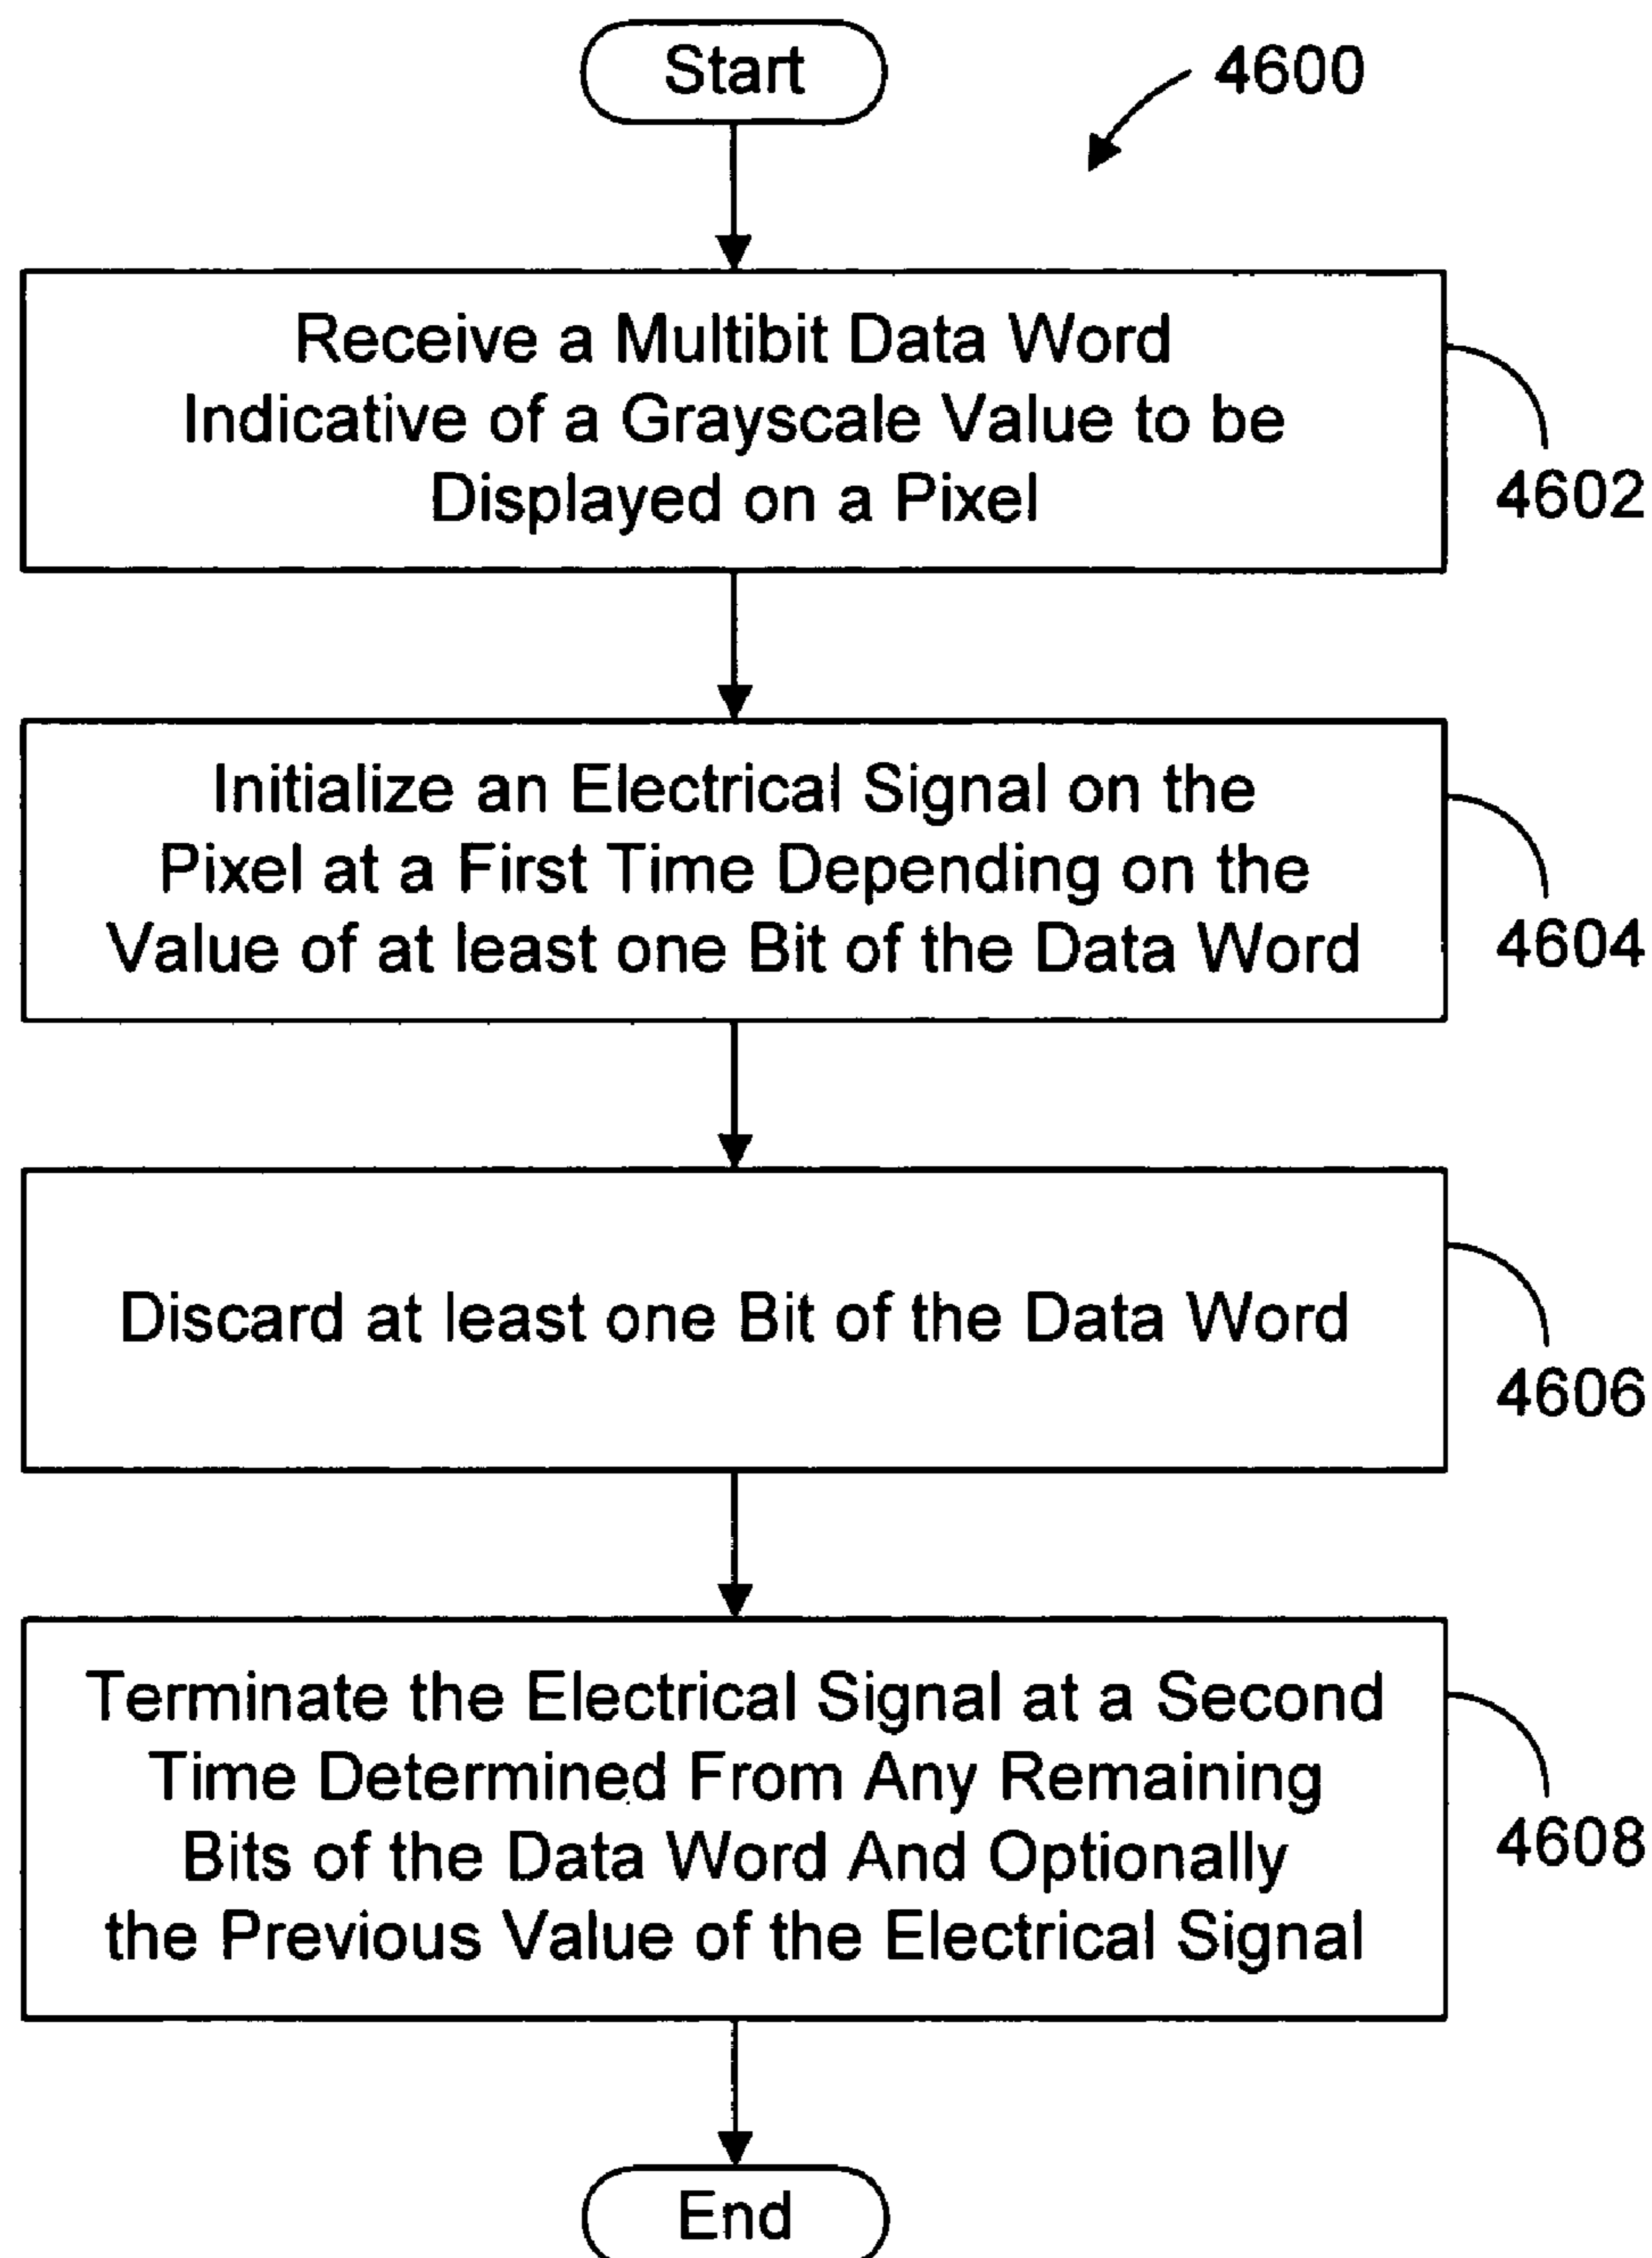 Start
4600
Receive a Multibit Data Word
Indicative of a Grayscale Value to be
Displayed on a Pixel
4602
Initialize an Electrical Signal on the
Pixel at a First Time Depending on the
Value of at least one Bit of the Data Word
4604
Discard at least one Bit of the Data Word
4606
Terminate the Electrical Signal at a Second
Time Determined From Any Remaining
Bits of the Data Word And Optionally
the Previous Value of the Electrical Signal
4608
End